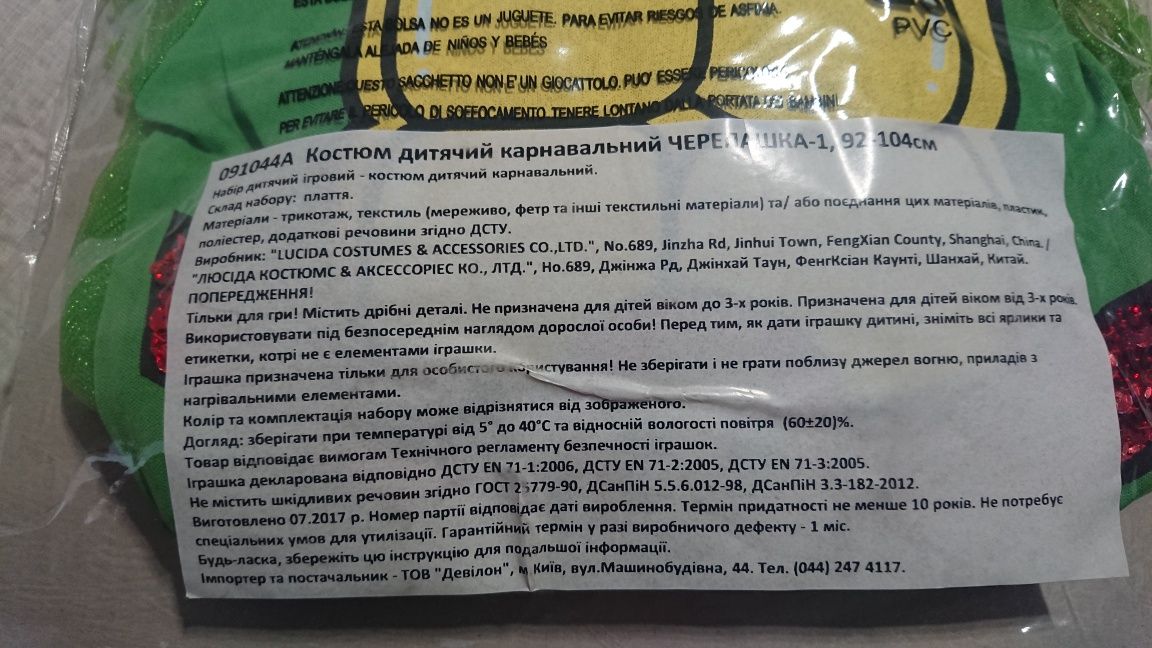 ESTA
PVC
ATENCIÓN: ESTA BOLSA NO ES UN JUGUETE. PARA EVITAR RIESGOS DE ASFIXIA.
MANTÉNGALA ALEJADA DE NIÑOS Y BEBÉS
ATTENZIONE QUESTO SACCHETTO NON E' UN GIOCATTOLO. PUO' ESSERE PERICOLOSO.
PER EVITARE IL PERICOLO DI SOFFOCAMENTO TENERE LONTANO DALLA PORTATA DEI BAMBINI.
091044A Костюм дитячий карнавальний ЧЕРЕПАШКА-1, 92-104см
Набір дитячий ігровий - костюм дитячий карнавальний.
Склад набору: плаття.
Матеріали - трикотаж, текстиль (мереживо, фетр та інші текстильні матеріали) та/ або поєднання цих матеріалів, пластик,
поліестер, додаткові речовини згідно ДСТУ.
Виробник: "LUCIDA COSTUMES & ACCESSORIES CO.,LTD.", No.689, Jinzha Rd, Jinhui Town, FengXian County, Shanghai, China. /
"ЛЮСІДА КОСТЮМС & АКСЕССОРІЕС КО., ЛТД.", Но.689, Джінжа Рд, Джінхай Таун, ФенгКсіан Каунті, Шанхай, Китай.
ПОПЕРЕДЖЕННЯ!
Тільки для гри! Містить дрібні деталі. Не призначена для дітей віком до 3-х років. Призначена для дітей віком від 3-х років.
Використовувати під безпосереднім наглядом дорослої особи! Перед тим, як дати іграшку дитині, зніміть всі ярлики та
етикетки, котрі не є елементами іграшки.
Іграшка призначена тільки для особистого користування! Не зберігати і не грати поблизу джерел вогню, приладів з
нагрівальними елементами.
Колір та комплектація набору може відрізнятися від зображеного.
Догляд: зберігати при температурі від 5° до 40°С та відносній вологості повітря (60±20)%.
Товар відповідає вимогам Технічного регламенту безпечності іграшок.
Іграшка декларована відповідно ДСТУ EN 71-1:2006, ДСТУ EN 71-2:2005, ДСТУ EN 71-3:2005.
Не містить шкідливих речовин згідно ГОСТ 25779-90, ДСанПіН 5.5.6.012-98, ДСанПіН 3.3-182-2012.
Виготовлено 07.2017 р. Номер партії відповідає даті вироблення. Термін придатності не менше 10 років. Не потребує
спеціальних умов для утилізації. Гарантійний термін у разі виробничого дефекту - 1 міс.
Будь-ласка, збережіть цю інструкцію для подальшої інформації.
Імпортер та постачальник - ТОВ "Девілон", м.Київ, вул.Машинобудівна, 44. Тел. (044) 247 4117.